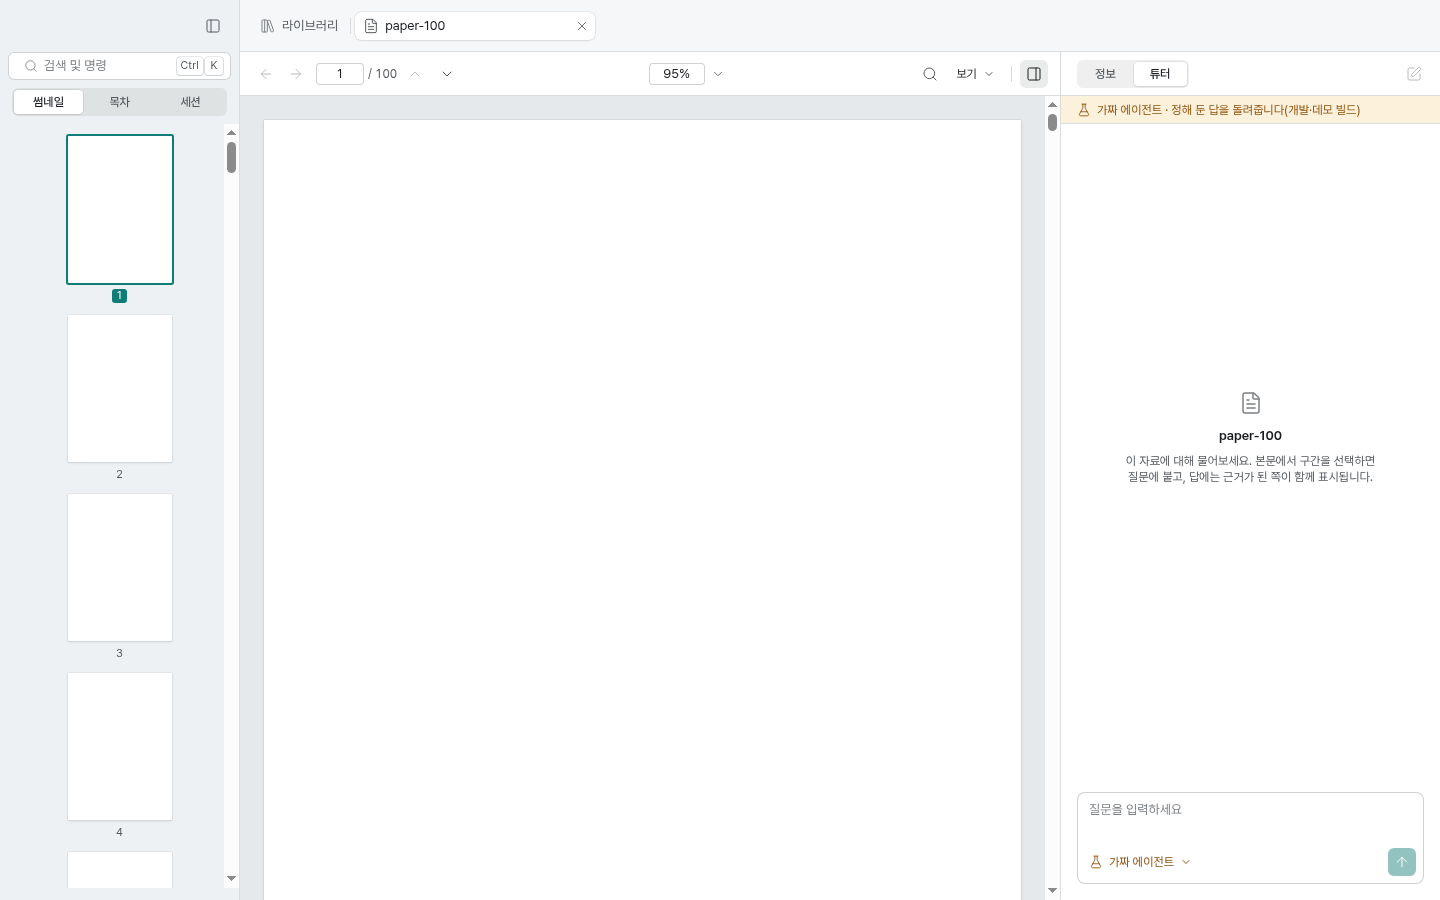 라이브러리
paper-100
검색 및 명령
Ctrl
K
1
/ 100
95%
보기
정보
튜터
썸네일
목차
세션
가짜 에이전트 · 정해 둔 답을 돌려줍니다(개발·데모 빌드)
1
2
3
4
paper-100
이 자료에 대해 물어보세요. 본문에서 구간을 선택하면
질문에 붙고, 답에는 근거가 된 쪽이 함께 표시됩니다.
질문을 입력하세요
가짜 에이전트